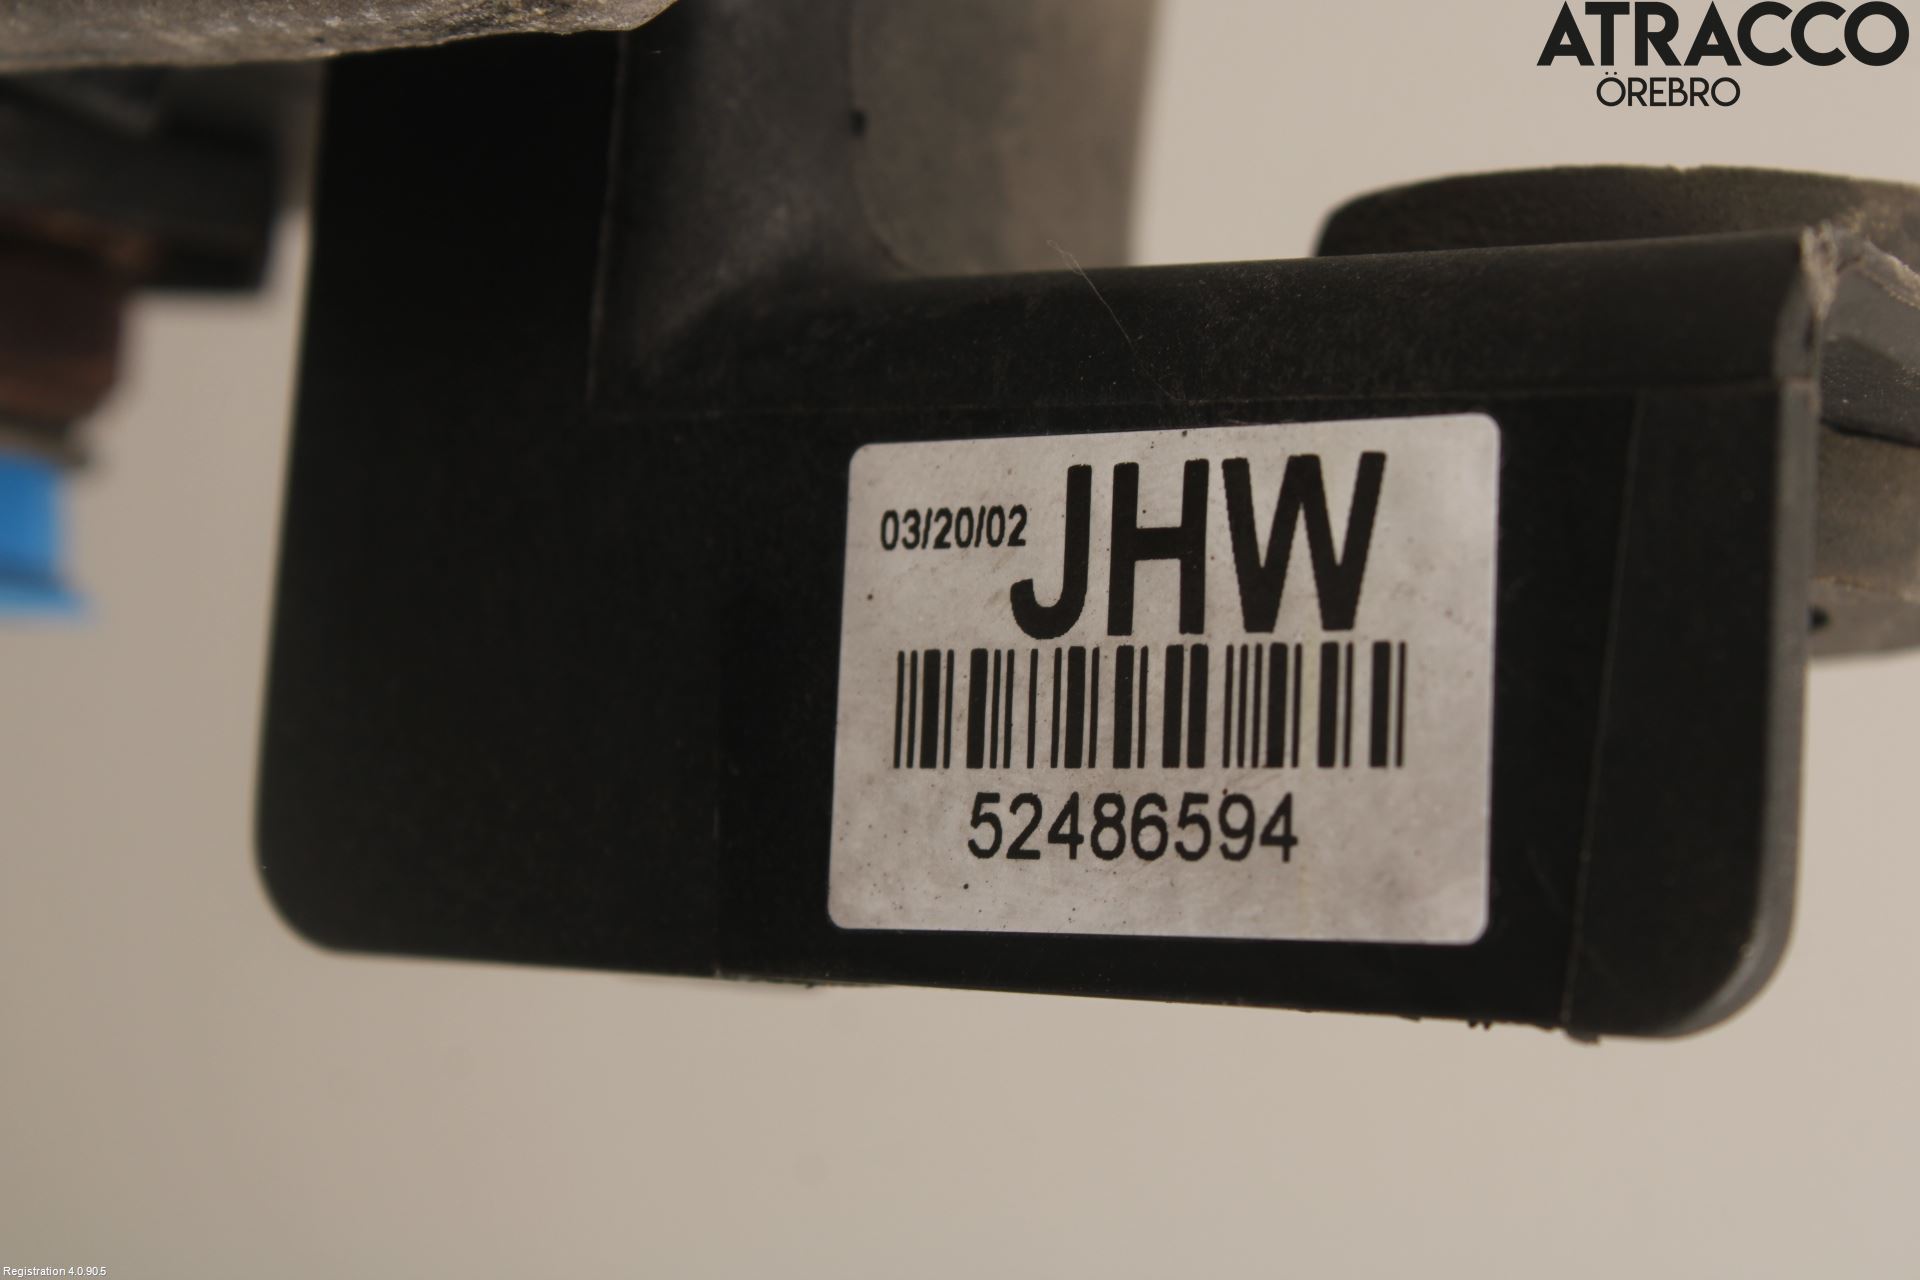 ATRACCO
ÖREBRO
03/20/02 JHW
52486594
Registration 4.0.90.5